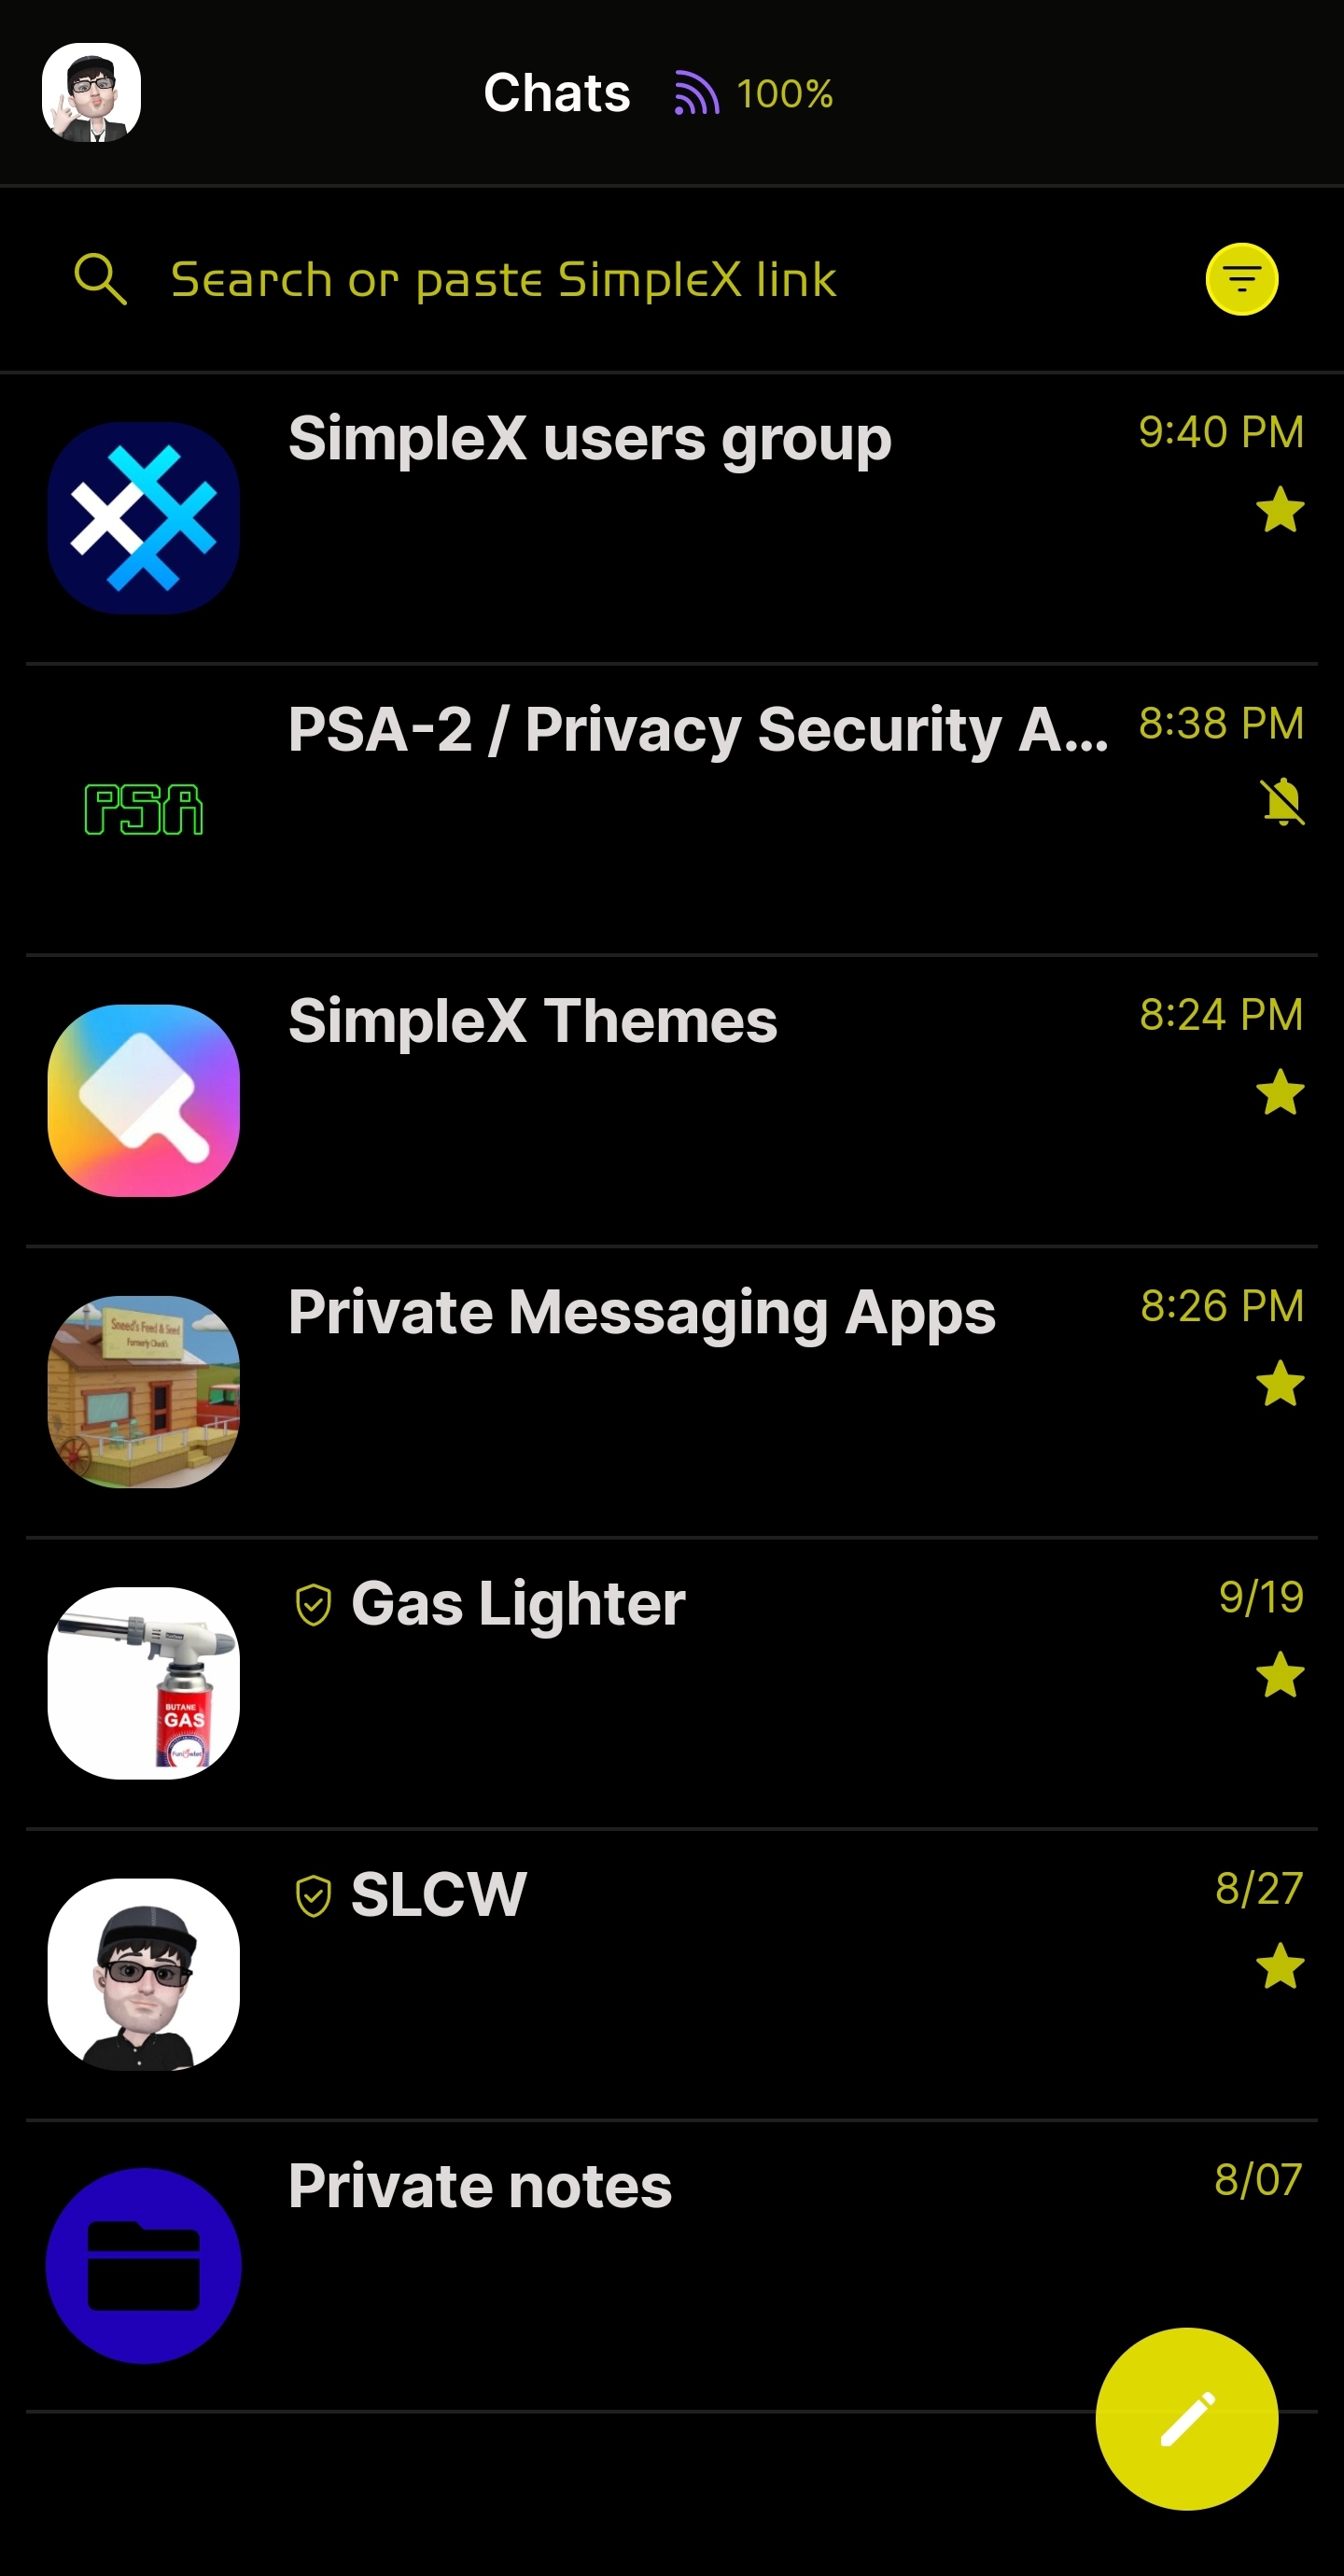 Chats 100%
Search or paste SimpleX link
SimpleX users group 9:40 PM
PSA-2 / Privacy Security A... 8:38 PM
PSA
SimpleX Themes 8:24 PM
Private Messaging Apps 8:26 PM
Sneed's Feed & Seed
Formerly Chuck's
Gas Lighter 9/19
BUTANE
GAS
SLCW 8/27
Private notes 8/07